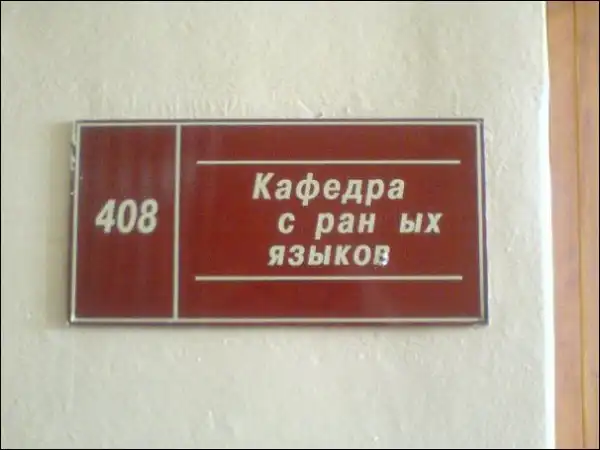 408
Кафедра
с ран ых
языков